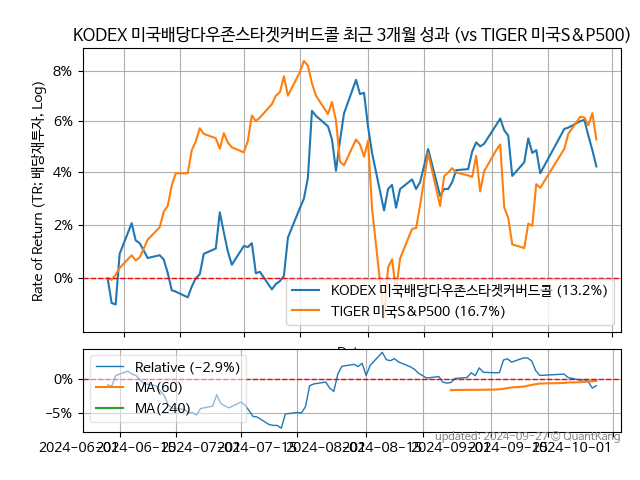 KODEX 미국배당다우존스타겟커버드콜 최근 3개월 성과 (vs TIGER 미국S&P500)
Rate of Return (TR: 배당재투자, Log)
8%
6%
4%
2%
0%
KODEX 미국배당다우존스타겟커버드콜 (13.2%)
TIGER 미국S&P500 (16.7%)
0%
−5%
Relative (−2.9%)
MA(60)
MA(240)
updated: 2024-09-27 © QuantKang
2024-06-01
2024-06-15
2024-07-01
2024-07-15
2024-08-01
2024-08-15
2024-09-01
2024-09-15
2024-10-01